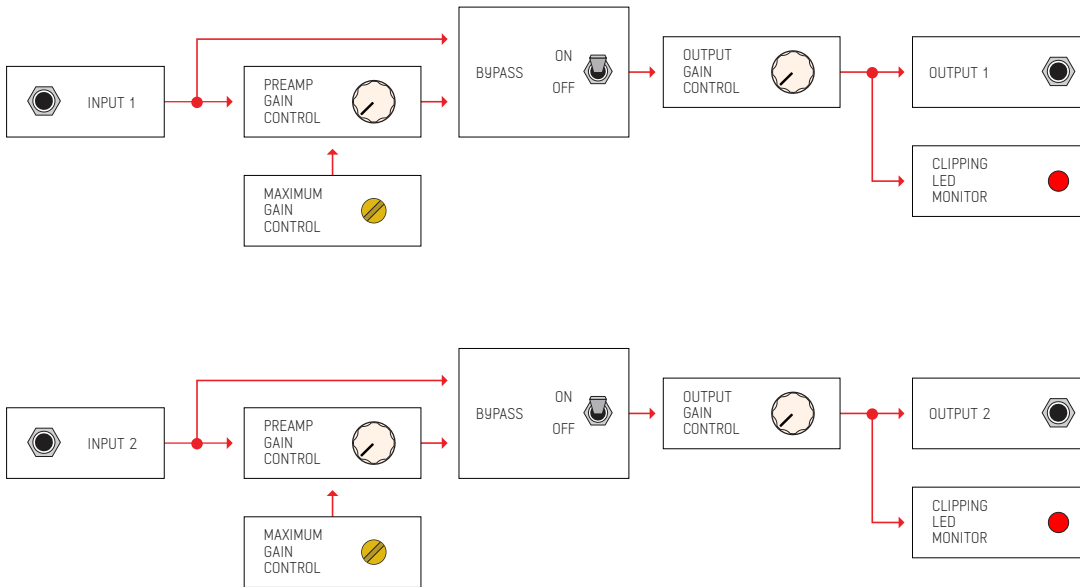 INPUT 1
PREAMP
GAIN
CONTROL
MAXIMUM
GAIN
CONTROL
BYPASS
ON
OFF
OUTPUT
GAIN
CONTROL
OUTPUT 1
CLIPPING
LED
MONITOR
INPUT 2
PREAMP
GAIN
CONTROL
MAXIMUM
GAIN
CONTROL
BYPASS
ON
OFF
OUTPUT
GAIN
CONTROL
OUTPUT 2
CLIPPING
LED
MONITOR